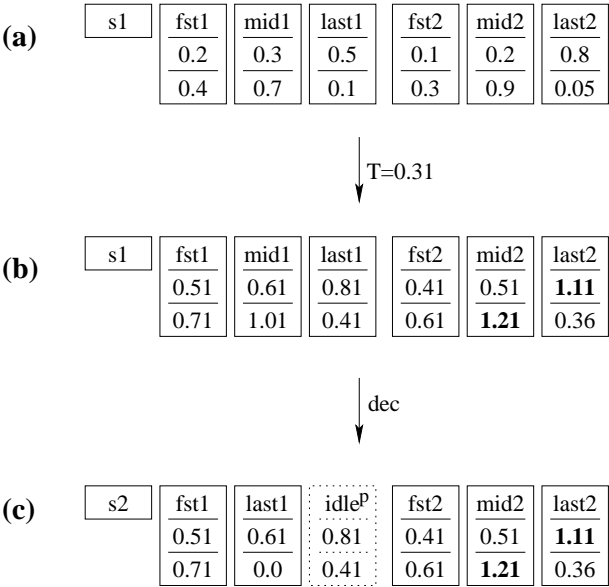 (a) s1 fst1 mid1 last1 fst2 mid2 last2
0.2 0.3 0.5 0.1 0.2 0.8
0.4 0.7 0.1 0.3 0.9 0.05
T=0.31
(b) s1 fst1 mid1 last1 fst2 mid2 last2
0.51 0.61 0.81 0.41 0.51 1.11
0.71 1.01 0.41 0.61 1.21 0.36
dec
(c) s2 fst1 last1 idleᵖ fst2 mid2 last2
0.51 0.61 0.81 0.41 0.51 1.11
0.71 0.0 0.41 0.61 1.21 0.36